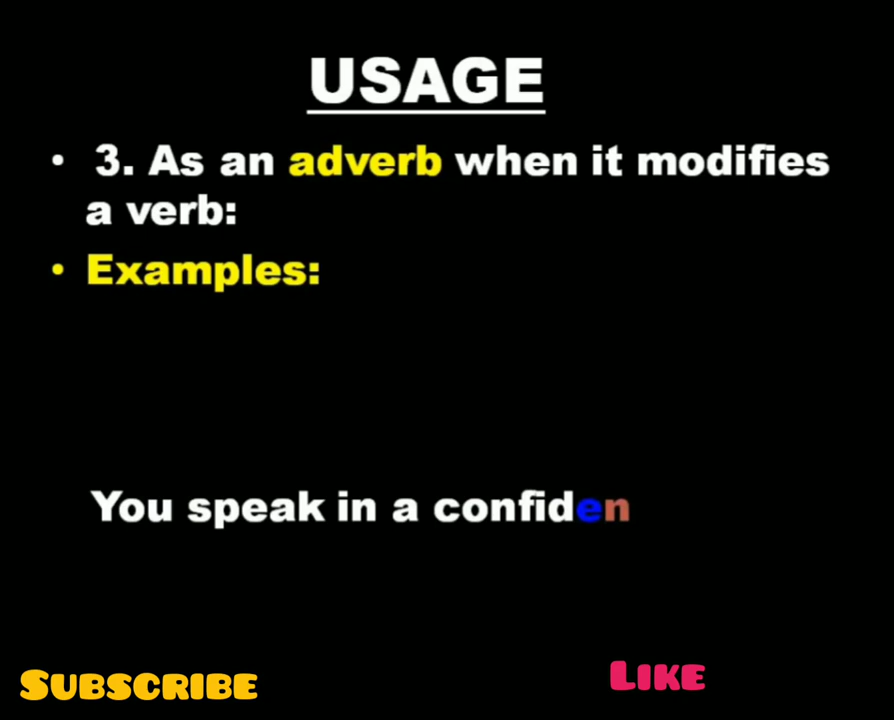 USAGE
• 3. As an adverb when it modifies
a verb:
• Examples:
You speak in a confiden
SUBSCRIBE
LIKE